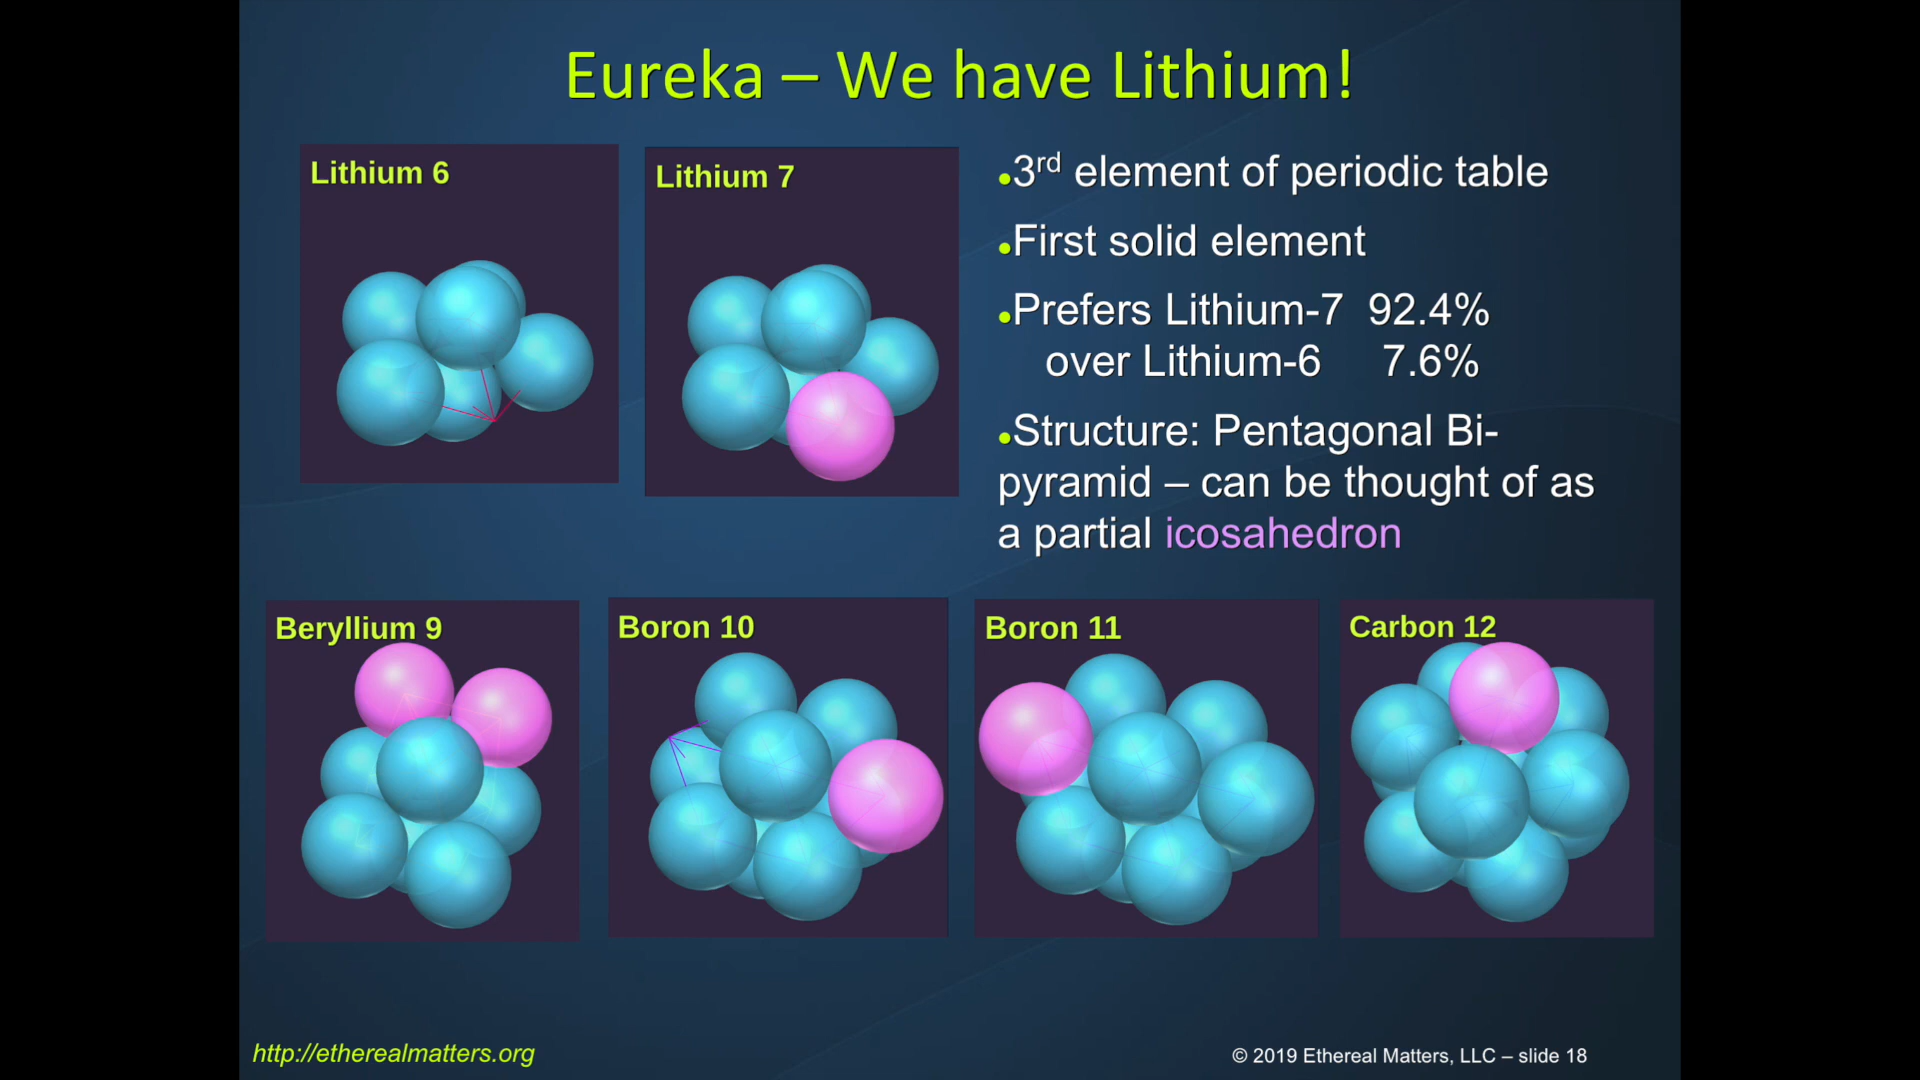 Eureka – We have Lithium!
Lithium 6
Lithium 7
•3rd element of periodic table
•First solid element
•Prefers Lithium-7 92.4%
over Lithium-6 7.6%
•Structure: Pentagonal Bi-
pyramid – can be thought of as
a partial icosahedron
Beryllium 9
Boron 10
Boron 11
Carbon 12
http://etherealmatters.org
© 2019 Ethereal Matters, LLC – slide 18